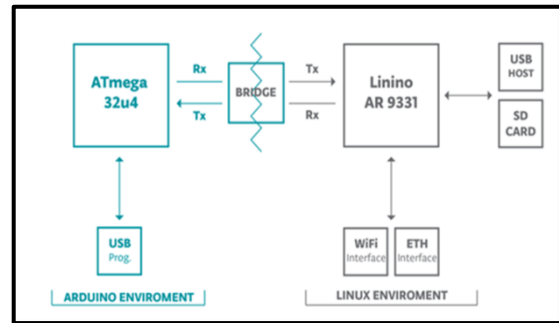 ATmega
32u4
Rx
Tx
BRIDGE
Tx
Rx
Linino
AR 9331
USB
HOST
SD
CARD
USB
Prog.
WiFi
Interface
ETH
Interface
ARDUINO ENVIROMENT
LINUX ENVIROMENT